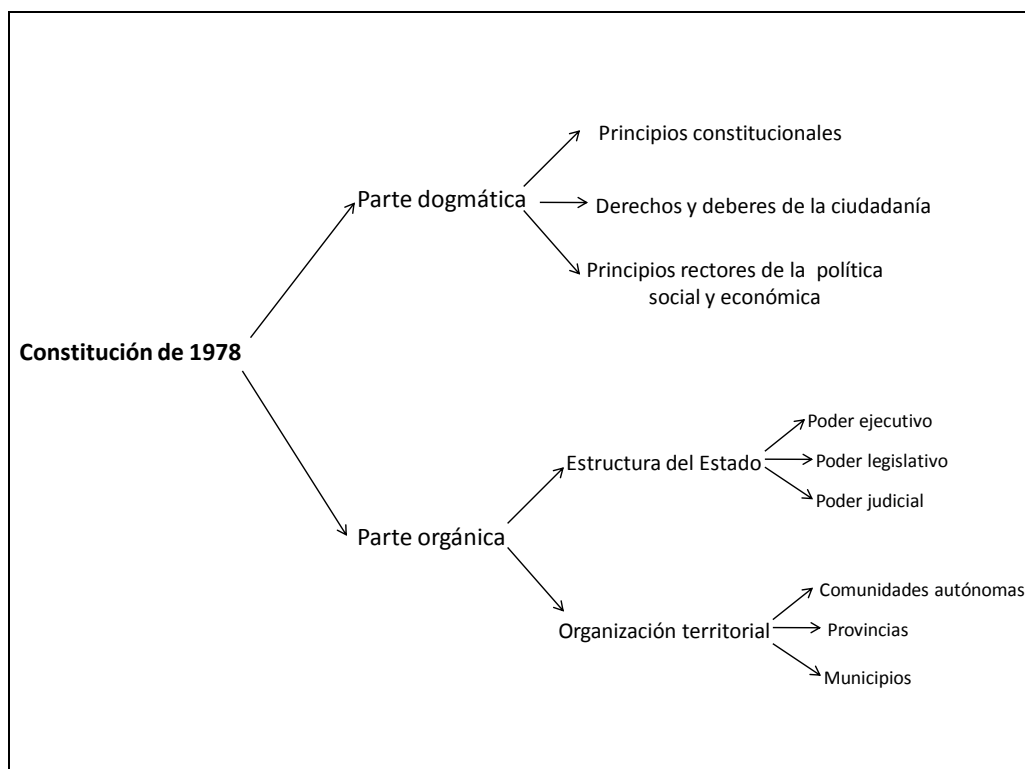 Principios constitucionales
Parte dogmática
Derechos y deberes de la ciudadanía
Principios rectores de la política
social y económica
Constitución de 1978
Poder ejecutivo
Estructura del Estado
Poder legislativo
Poder judicial
Parte orgánica
Comunidades autónomas
Organización territorial
Provincias
Municipios